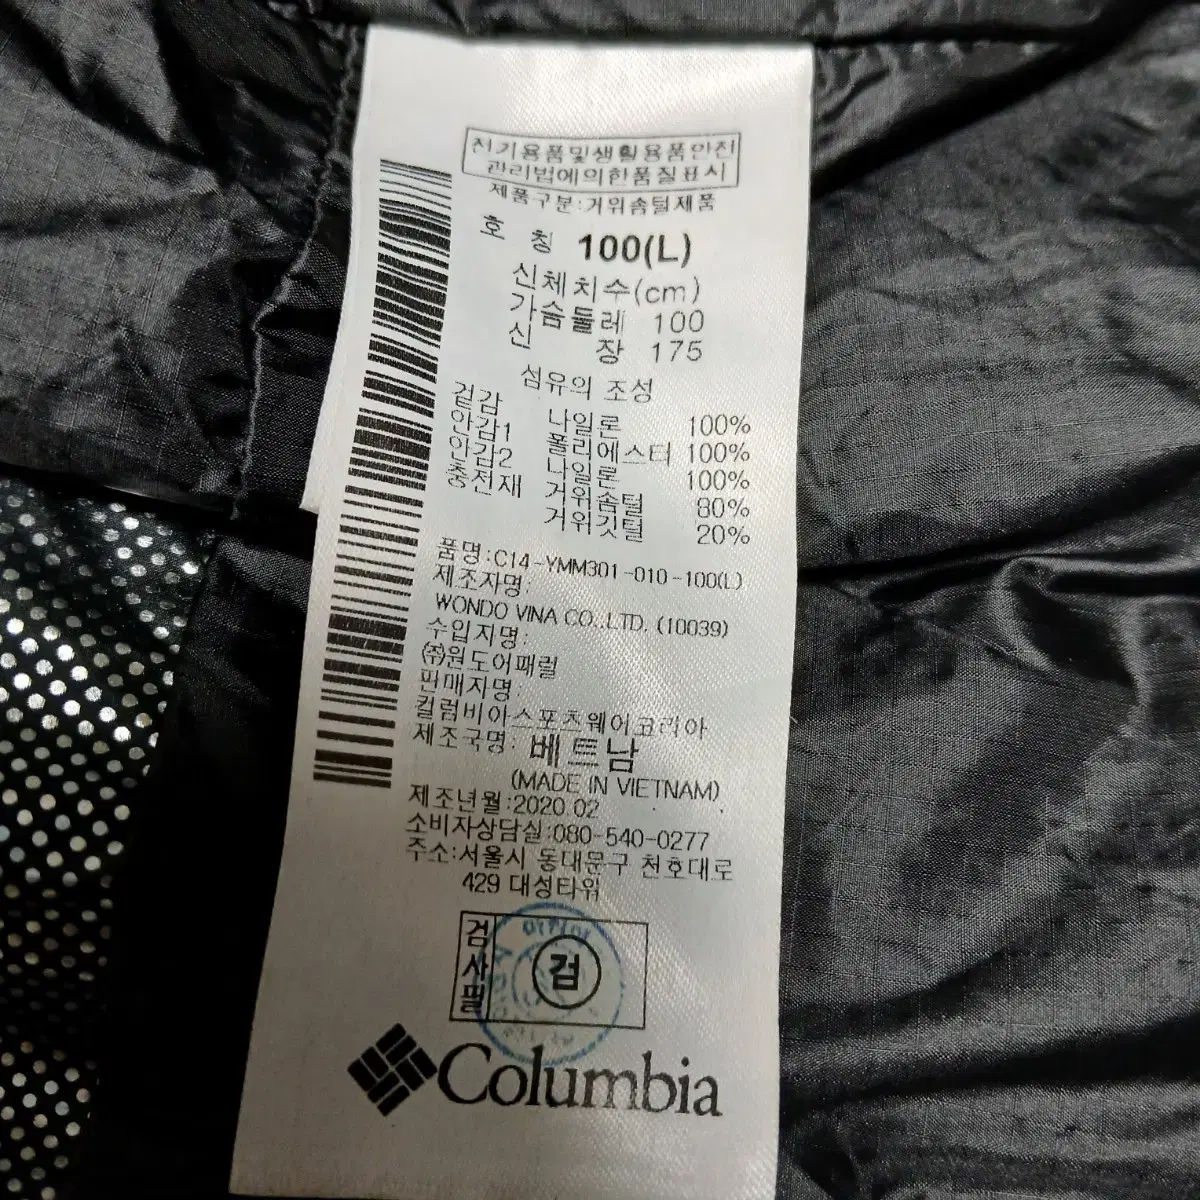 전기용품및생활용품안전
관리법에의한품질표시
제품구분:거위솜털제품
호 칭 100(L)
신체치수(cm)
가슴둘레 100
신 장 175
섬유의 조성
겉감 나일론 100%
안감1 폴리에스터 100%
안감2 나일론 100%
충전재 거위솜털 80%
거위깃털 20%
품명:C14-YMM301-010-100(L)
제조자명:
WONDO VINA CO.,LTD. (10039)
수입자명:
㈜원도어패럴
판매자명:
컬럼비아스포츠웨어코리아
제조국명: 베트남
(MADE IN VIETNAM)
제조년월:2020.02
소비자상담실:080-540-0277
주소:서울시 동대문구 천호대로
429 대성타워
검사필 검
Columbia